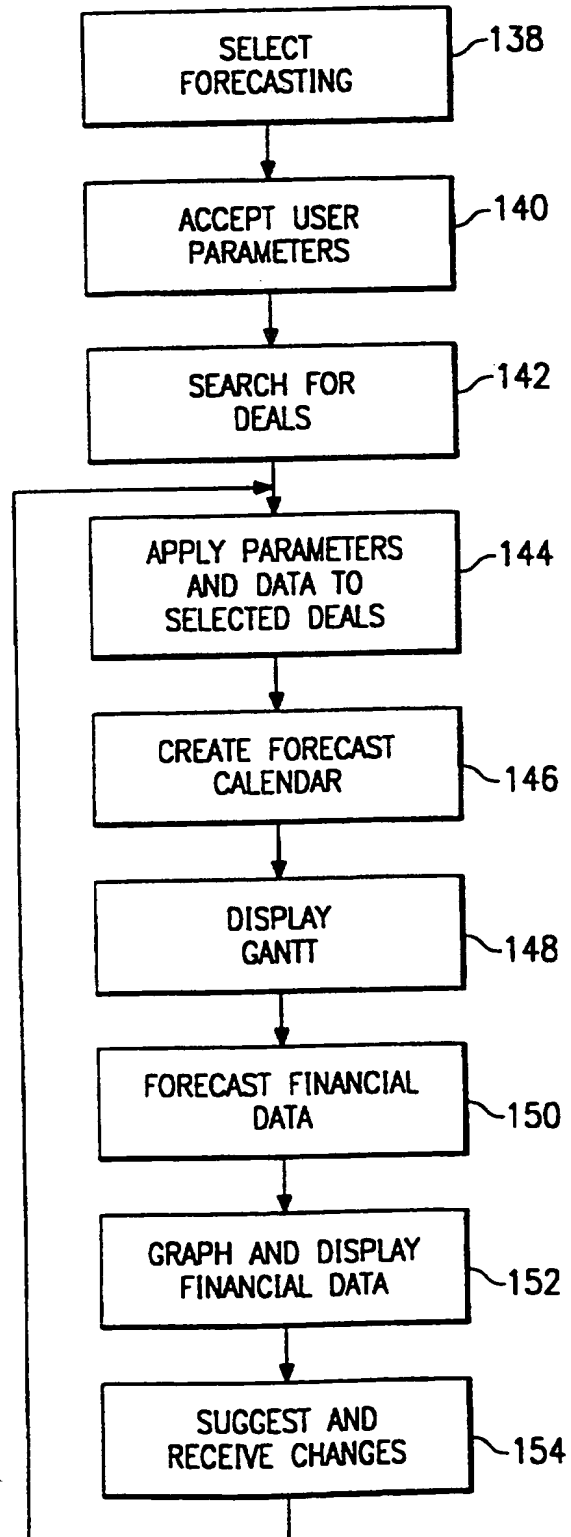 SELECT
FORECASTING
138
ACCEPT USER
PARAMETERS
140
SEARCH FOR
DEALS
142
APPLY PARAMETERS
AND DATA TO
SELECTED DEALS
144
CREATE FORECAST
CALENDAR
146
DISPLAY
GANTT
148
FORECAST FINANCIAL
DATA
150
GRAPH AND DISPLAY
FINANCIAL DATA
152
SUGGEST AND
RECEIVE CHANGES
154